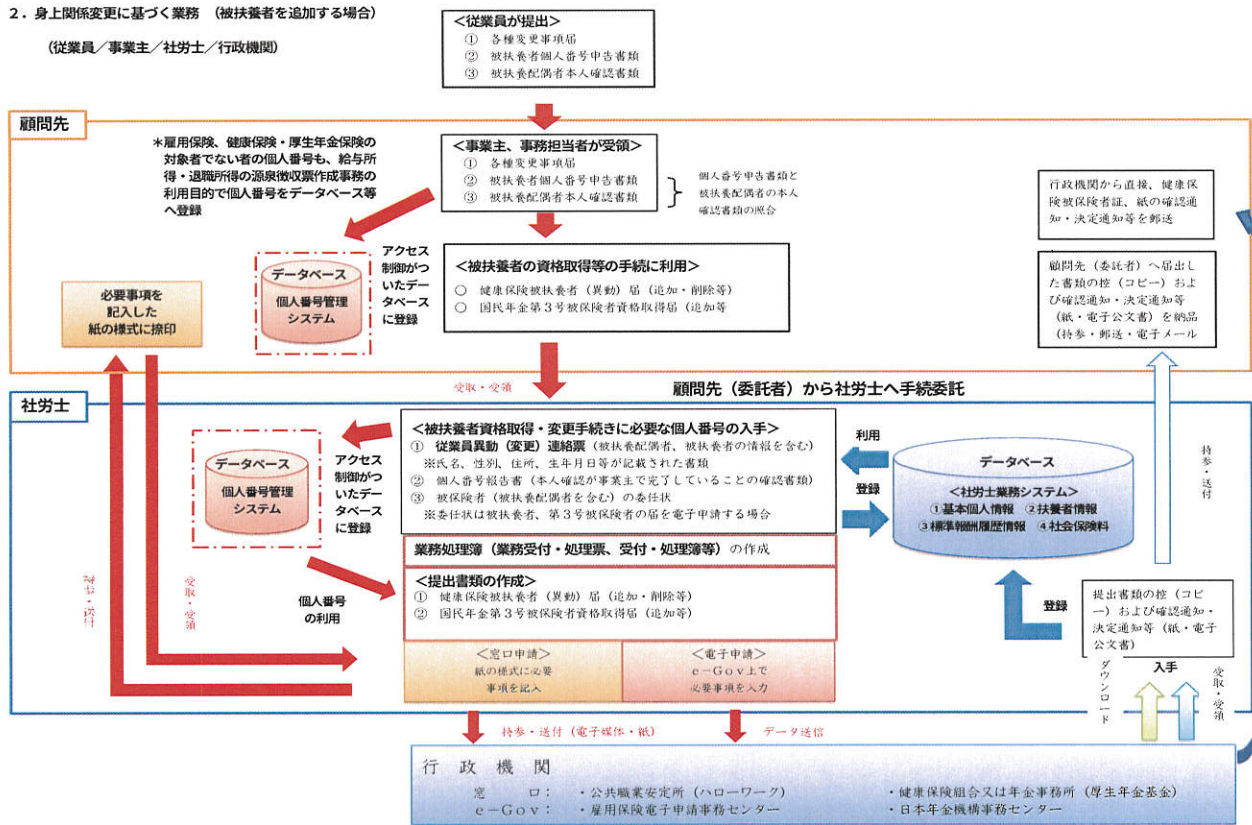 2．身上関係変更に基づく業務　（被扶養者を追加する場合）
（従業員／事業主／社労士／行政機関）
＜従業員が提出＞
①　各種変更事項届
②　被扶養者個人番号申告書類
③　被扶養配偶者本人確認書類
顧問先
＊雇用保険、健康保険・厚生年金保険の
対象者でない者の個人番号も、給与所
得・退職所得の源泉徴収票作成事務の
利用目的で個人番号をデータベース等
へ登録
＜事業主、事務担当者が受領＞
①　各種変更事項届
②　被扶養者個人番号申告書類
③　被扶養配偶者本人確認書類
個人番号申告書類と
被扶養配偶者の本人
確認書類の照合
行政機関から直接、健康保
険被保険者証、紙の確認通
知・決定通知等を郵送
アクセス
制御がつ
いたデー
タベース
に登録
データベース
個人番号管理
システム
＜被扶養者の資格取得等の手続に利用＞
○　健康保険被扶養者（異動）届（追加・削除等）
○　国民年金第３号被保険者資格取得届（追加等
顧問先（委託者）へ届出し
た書類の控（コピー）およ
び確認通知・決定通知等
（紙・電子公文書）を納品
（持参・郵送・電子メール
必要事項を
記入した
紙の様式に捺印
受取・受領
顧問先（委託者）から社労士へ手続委託
社労士
＜被扶養者資格取得・変更手続きに必要な個人番号の入手＞
①　従業員異動（変更）連絡票（被扶養配偶者、被扶養者の情報を含む）
※氏名、性別、住所、生年月日等が記載された書類
②　個人番号報告書（本人確認が事業主で完了していることの確認書類）
③　被保険者（被扶養配偶者を含む）の委任状
※委任状は被扶養者、第３号被保険者の届を電子申請する場合
データベース
個人番号管理
システム
アクセス
制御がつ
いたデー
タベース
に登録
利用
登録
データベース
＜社労士業務システム＞
①基本個人情報　②扶養者情報
③標準報酬履歴情報　④社会保険料
持参・送付
業務処理簿（業務受付・処理票、受付・処理簿等）の作成
＜提出書類の作成＞
①　健康保険被扶養者（異動）届（追加・削除等）
②　国民年金第３号被保険者資格取得届（追加等）
持参・送付
受取・受領
個人番号
の利用
登録
提出書類の控（コピ
ー）および確認通知・
決定通知等（紙・電子
公文書）
＜窓口申請＞
紙の様式に必要
事項を記入
＜電子申請＞
ｅ－Ｇｏｖ上で
必要事項を入力
ダウンロード
入手
受取・受領
持参・送付（電子媒体・紙）
データ送信
行　政　機　関
窓　　　口：　・公共職業安定所（ハローワーク）　・健康保険組合又は年金事務所（厚生年金基金）
ｅ－Ｇｏｖ：　・雇用保険電子申請事務センター　・日本年金機構事務センター